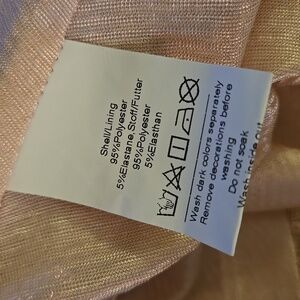 Shell/Lining
95%Polyester
5%Elastane,Stoff/Futter
95%Polyester
5%Elasthan
Wash dark colors separately
Remove decorations before
washing
Do not soak
Wash inside out